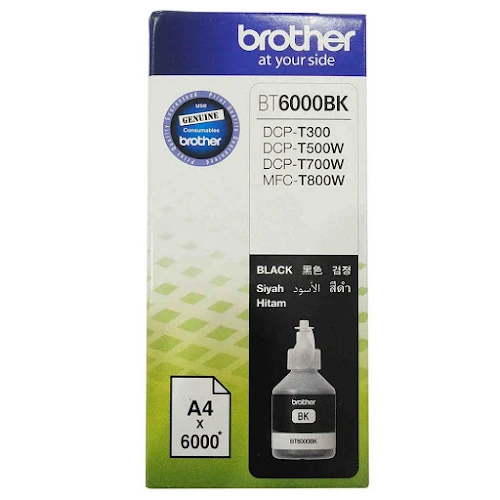 brother
at your side
use
GENUINE
Consumables
brother
BT6000BK
DCP-T300
DCP-T500W
DCP-T700W
MFC-T800W
BLACK 黑色 검정
Siyah الأسود สีดำ
Hitam
brother
BK
BT6000BK
A4
x
6000*